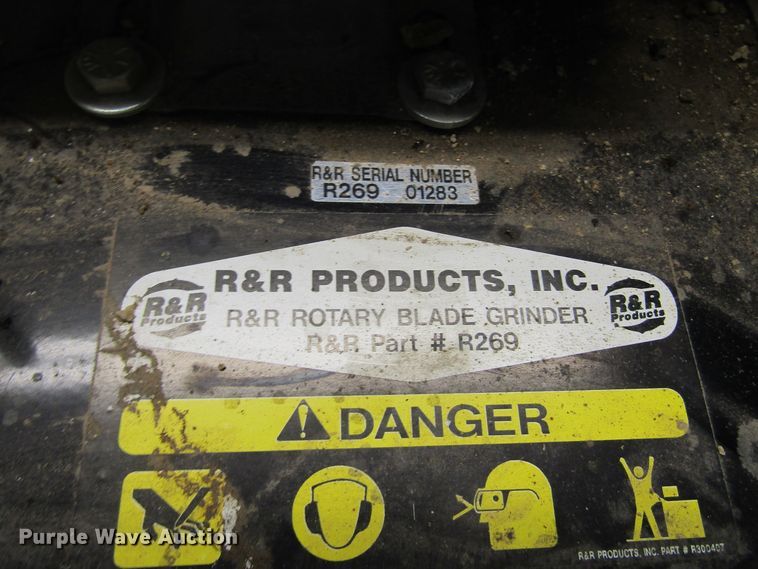 R&R SERIAL NUMBER
R269 01283
R&R PRODUCTS, INC.
R&R
Products
R&R ROTARY BLADE GRINDER
R&R
Products
R&R Part # R269
DANGER
Purple Wave Auction
R&R PRODUCTS, INC. PART # R300407